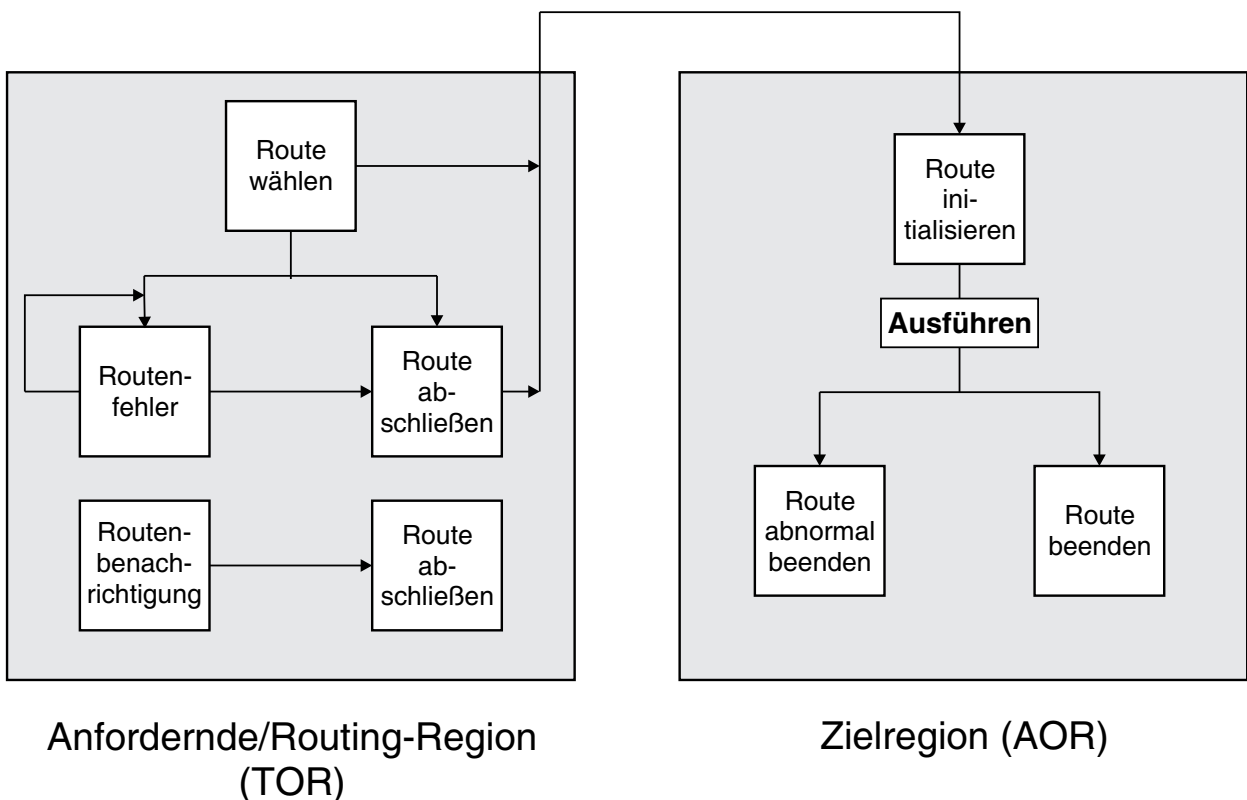 Route
wählen
Routen-
fehler
Route
ab-
schließen
Routen-
benach-
richtigung
Route
ab-
schließen
Anfordernde/Routing-Region
(TOR)
Route
ini-
tialisieren
Ausführen
Route
abnormal
beenden
Route
beenden
Zielregion (AOR)